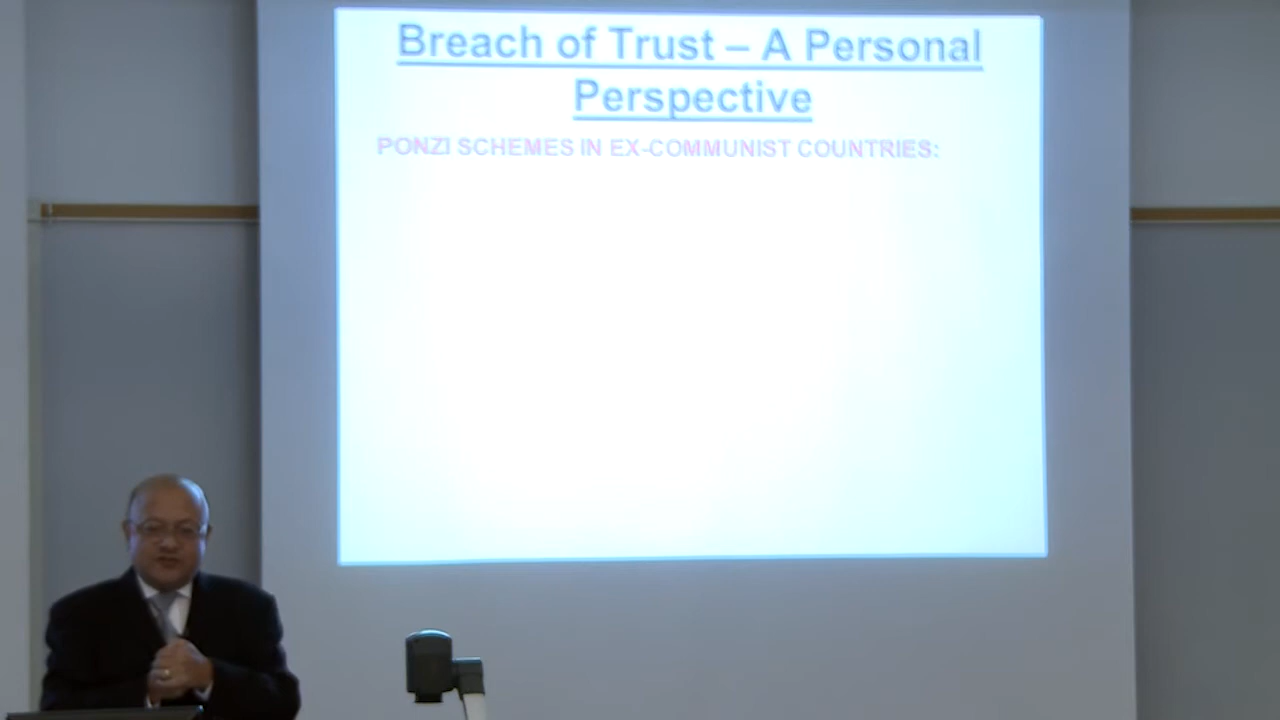 Breach of Trust – A Personal
Perspective
PONZI SCHEMES IN EX-COMMUNIST COUNTRIES: